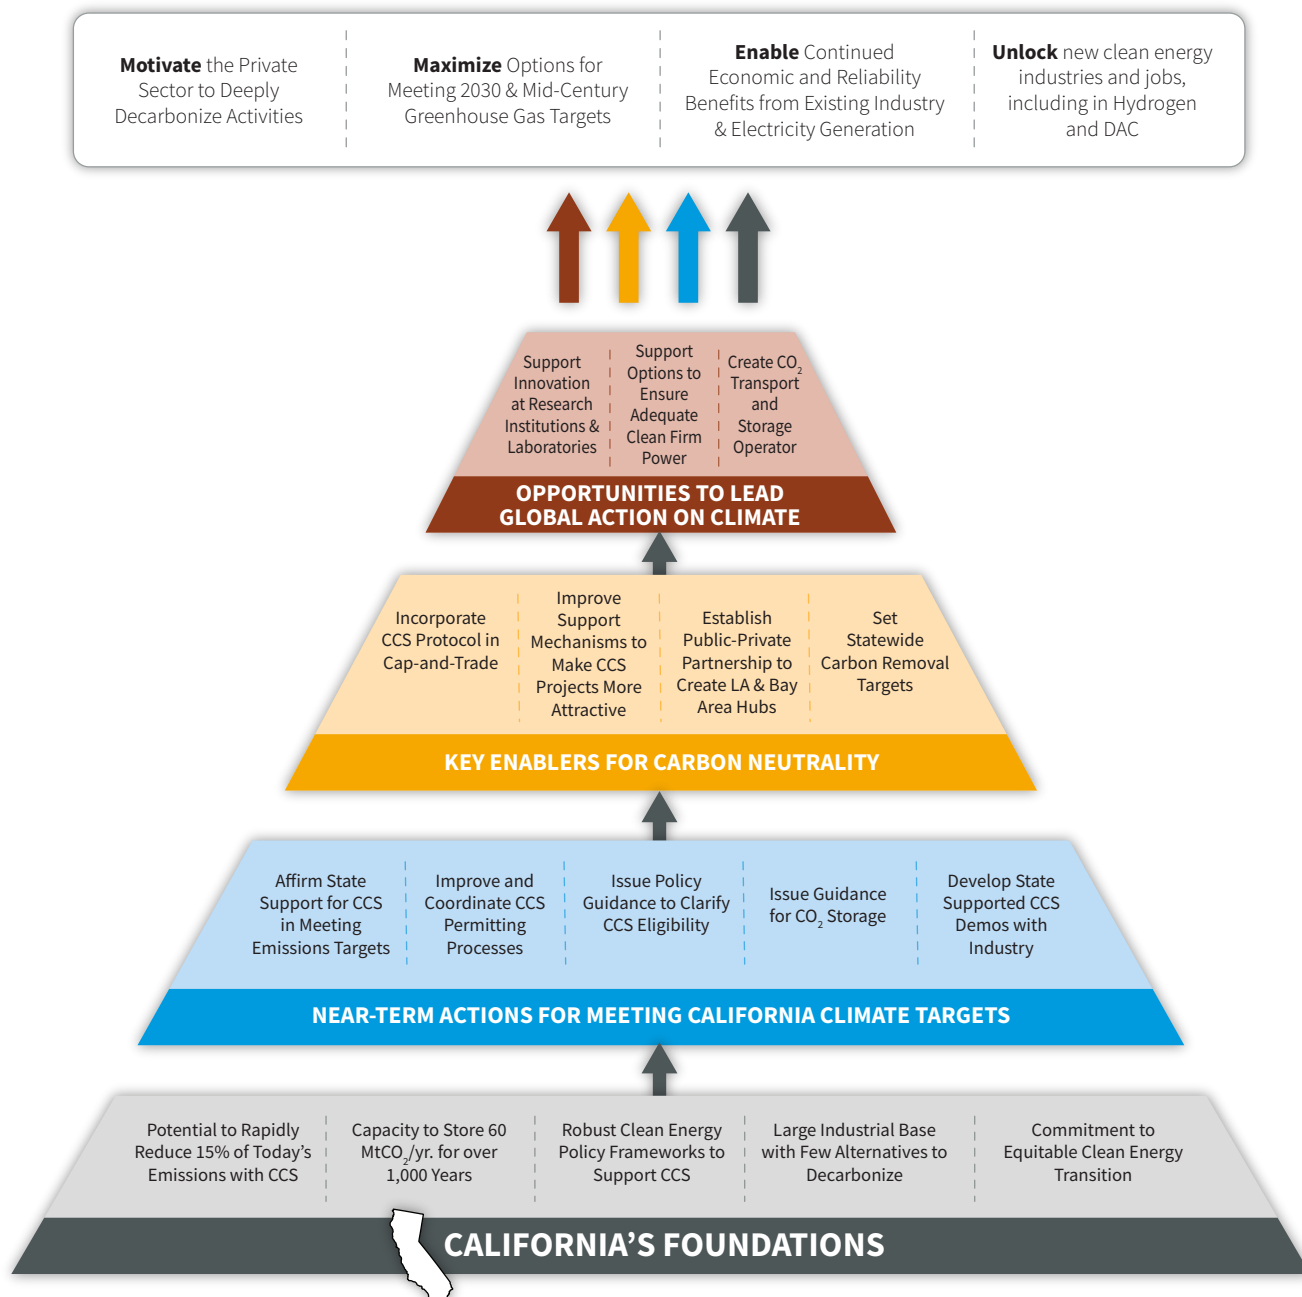 Motivate the Private
Sector to Deeply
Decarbonize Activities
Maximize Options for
Meeting 2030 & Mid-Century
Greenhouse Gas Targets
Enable Continued
Economic and Reliability
Benefits from Existing Industry
& Electricity Generation
Unlock new clean energy
industries and jobs,
including in Hydrogen
and DAC
Support
Innovation
at Research
Institutions &
Laboratories
Support
Options to
Ensure
Adequate
Clean Firm
Power
Create CO₂
Transport
and
Storage
Operator
OPPORTUNITIES TO LEAD
GLOBAL ACTION ON CLIMATE
Incorporate
CCS Protocol in
Cap-and-Trade
Improve
Support
Mechanisms to
Make CCS
Projects More
Attractive
Establish
Public-Private
Partnership to
Create LA & Bay
Area Hubs
Set
Statewide
Carbon Removal
Targets
KEY ENABLERS FOR CARBON NEUTRALITY
Affirm State
Support for CCS
in Meeting
Emissions Targets
Improve and
Coordinate CCS
Permitting
Processes
Issue Policy
Guidance to Clarify
CCS Eligibility
Issue Guidance
for CO₂ Storage
Develop State
Supported CCS
Demos with
Industry
NEAR-TERM ACTIONS FOR MEETING CALIFORNIA CLIMATE TARGETS
Potential to Rapidly
Reduce 15% of Today’s
Emissions with CCS
Capacity to Store 60
MtCO₂/yr. for over
1,000 Years
Robust Clean Energy
Policy Frameworks to
Support CCS
Large Industrial Base
with Few Alternatives to
Decarbonize
Commitment to
Equitable Clean Energy
Transition
CALIFORNIA’S FOUNDATIONS